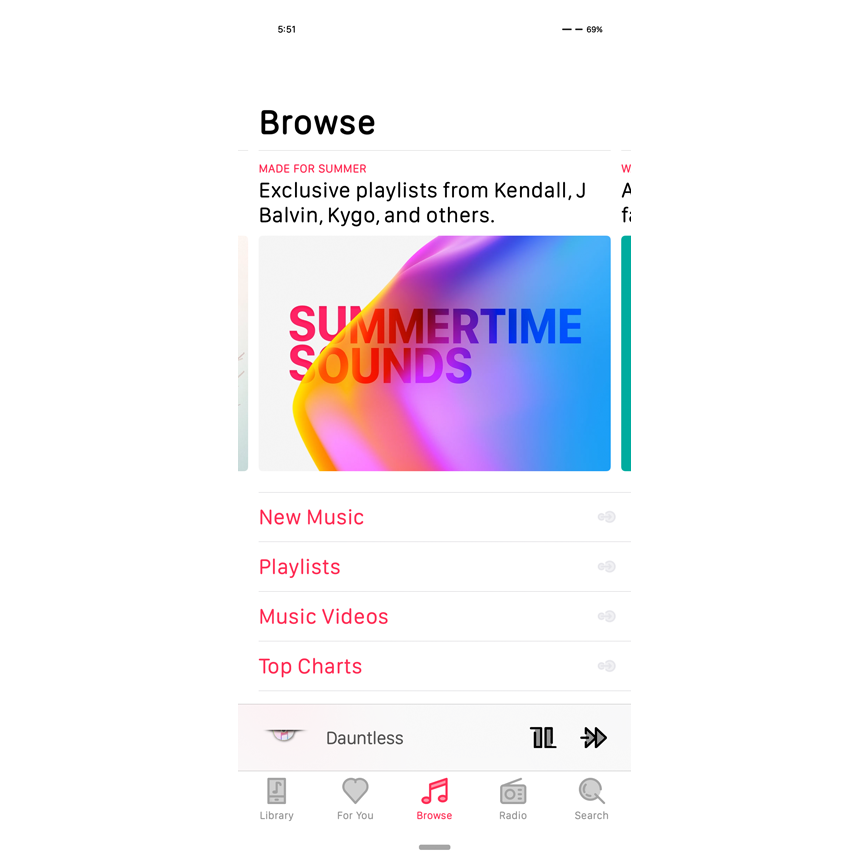 5:51
69%
Browse
MADE FOR SUMMER
Exclusive playlists from Kendall, J
Balvin, Kygo, and others.
W
A
SUMMERTIME
SOUNDS
New Music
Playlists
Music Videos
Top Charts
Dauntless
Library
For You
Browse
Radio
Search